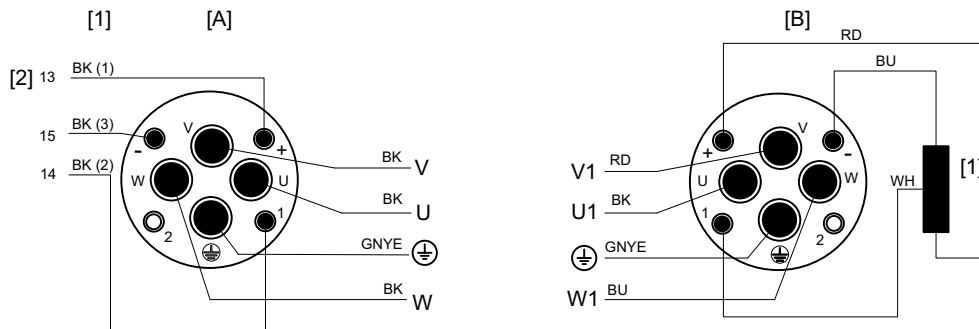 [1] [A] [B]
RD
[2] 13 BK (1)
BU
15 BK (3)
V
V
+
-
+
-
14 BK (2)
BK V
V1 RD
[1]
W U
U W
WH
BK U
U1 BK
1
1
2
2
GNYE
GNYE
BK W
W1 BU